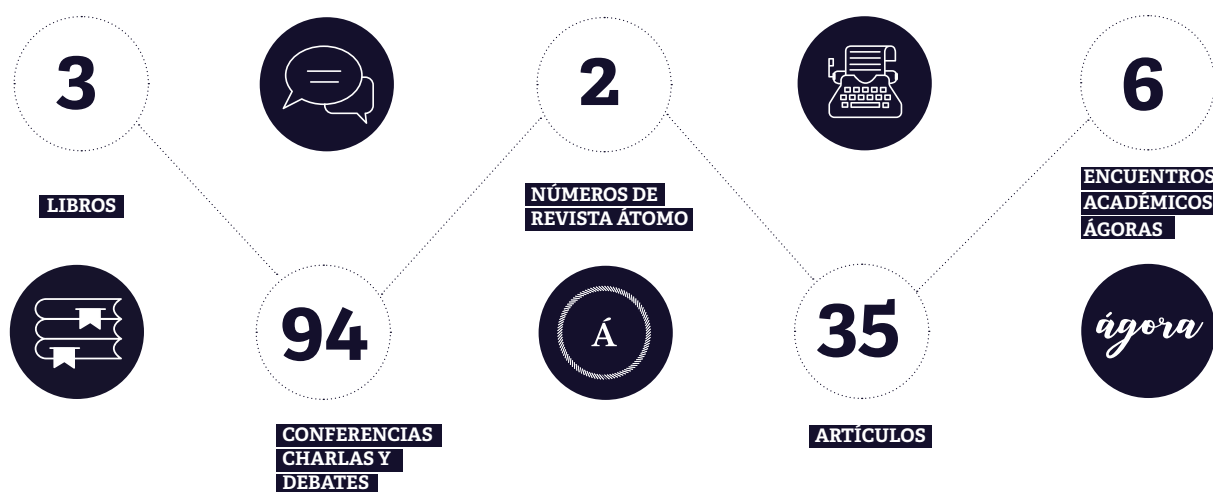 3
LIBROS
94
CONFERENCIAS
CHARLAS Y
DEBATES
2
NÚMEROS DE
REVISTA ÁTOMO
Á
35
ARTÍCULOS
6
ENCUENTROS
ACADÉMICOS
ÁGORAS
ágora